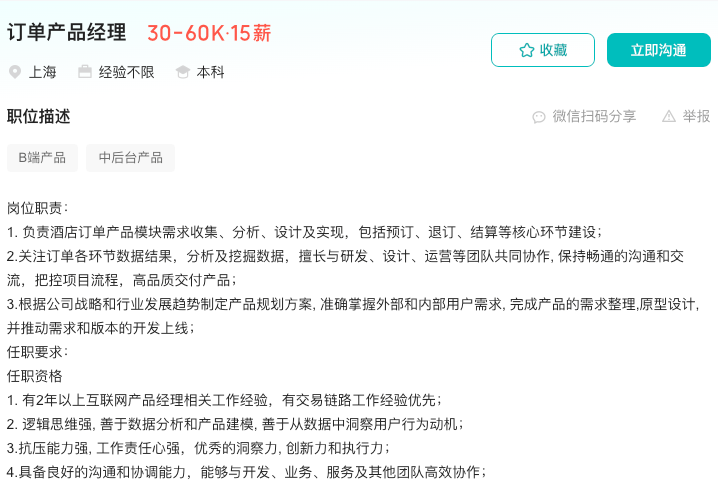 订单产品经理 30-60K·15薪
收藏 立即沟通
上海 经验不限 本科
职位描述 微信扫码分享 举报
B端产品 中后台产品
岗位职责：
1. 负责酒店订单产品模块需求收集、分析、设计及实现，包括预订、退订、结算等核心环节建设；
2.关注订单各环节数据结果，分析及挖掘数据，擅长与研发、设计、运营等团队共同协作, 保持畅通的沟通和交
流，把控项目流程，高品质交付产品；
3.根据公司战略和行业发展趋势制定产品规划方案, 准确掌握外部和内部用户需求, 完成产品的需求整理,原型设计,
并推动需求和版本的开发上线；
任职要求：
任职资格
1. 有2年以上互联网产品经理相关工作经验，有交易链路工作经验优先；
2. 逻辑思维强, 善于数据分析和产品建模, 善于从数据中洞察用户行为动机；
3.抗压能力强, 工作责任心强，优秀的洞察力, 创新力和执行力；
4.具备良好的沟通和协调能力，能够与开发、业务、服务及其他团队高效协作；